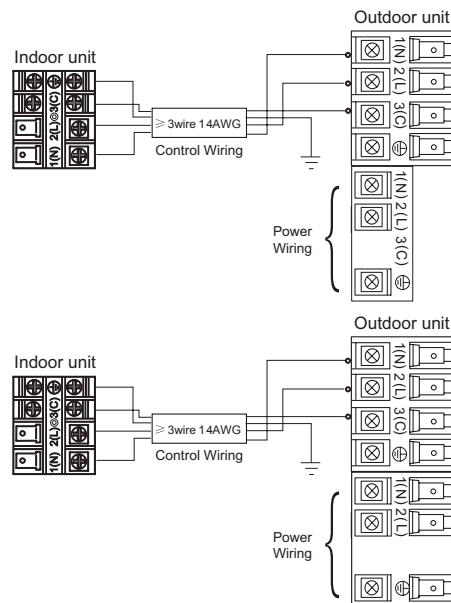 Outdoor unit
Indoor unit
1(N) 2(L) ⏚ 3(C)
≥ 3wire 14AWG
Control Wiring
1(N) 2(L) 3(C) ⏚
Power
Wiring
1(N) 2(L) 3(C) ⏚
Outdoor unit
Indoor unit
1(N) 2(L) ⏚ 3(C)
≥ 3wire 14AWG
Control Wiring
1(N) 2(L) 3(C) ⏚
Power
Wiring
1(N) 2(L) ⏚